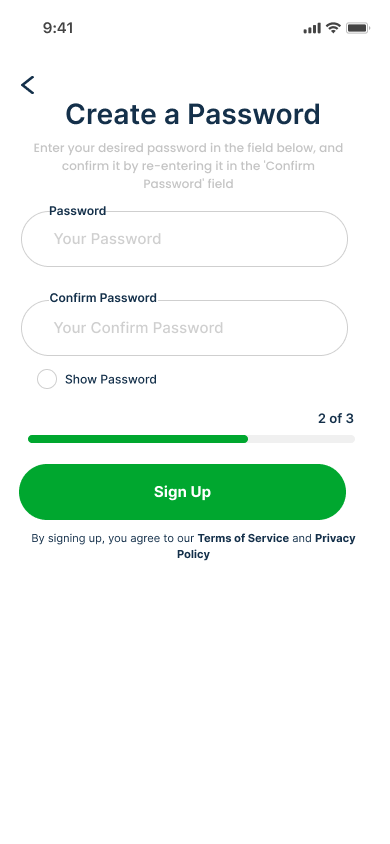 9:41
Create a Password
Enter your desired password in the field below, and
confirm it by re-entering it in the 'Confirm
Password' field
Password
Your Password
Confirm Password
Your Confirm Password
Show Password
2 of 3
Sign Up
By signing up, you agree to our Terms of Service and Privacy
Policy